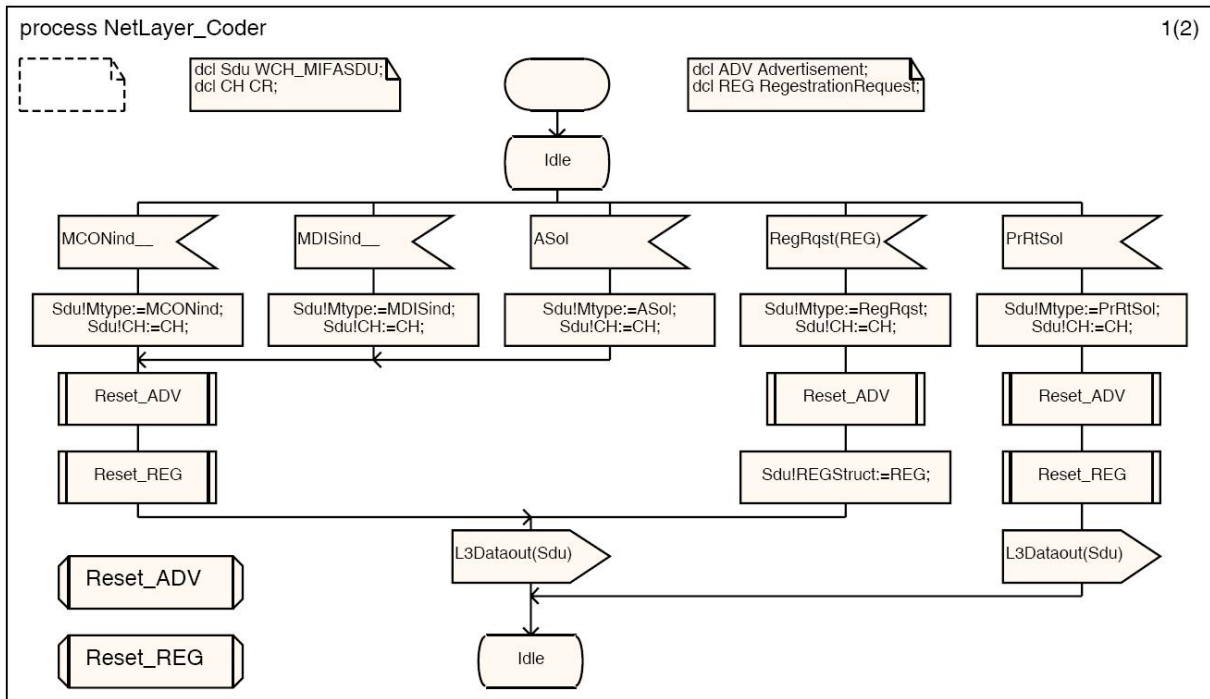 process NetLayer_Coder
1(2)
dcl Sdu WCH_MIFASDU;
dcl CH CR;
dcl ADV Advertisement;
dcl REG RegestrationRequest;
Idle
MCONind__
MDISind__
ASol
RegRqst(REG)
PrRtSol
Sdu!Mtype:=MCONind;
Sdu!CH:=CH;
Sdu!Mtype:=MDISind;
Sdu!CH:=CH;
Sdu!Mtype:=ASol;
Sdu!CH:=CH;
Sdu!Mtype:=RegRqst;
Sdu!CH:=CH;
Sdu!Mtype:=PrRtSol;
Sdu!CH:=CH;
Reset_ADV
Reset_ADV
Reset_ADV
Reset_REG
Sdu!REGStruct:=REG;
Reset_REG
L3Dataout(Sdu)
L3Dataout(Sdu)
Reset_ADV
Reset_REG
Idle